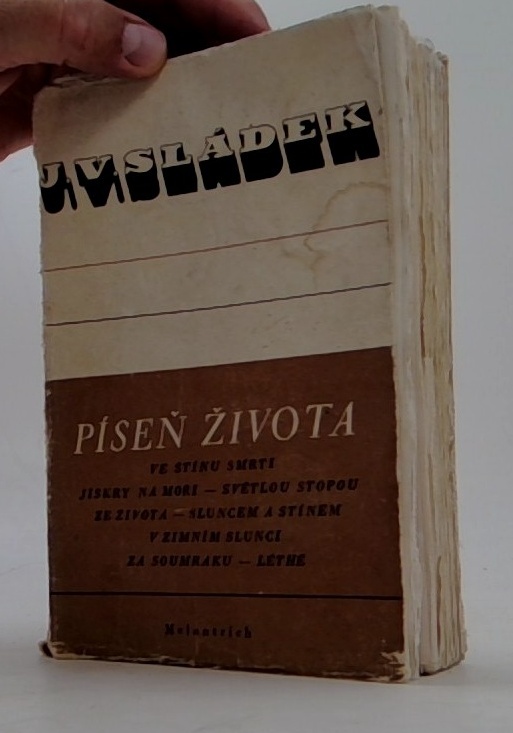 J. V. SLÁDEK
PÍSEŇ ŽIVOTA
VE STÍNU SMRTI
JISKRY NA MOŘI — SVĚTLOU STOPOU
ZE ŽIVOTA — SLUNCEM A STÍNEM
V ZIMNÍM SLUNCI
ZA SOUMRAKU — LÉTHÉ
Melantrich